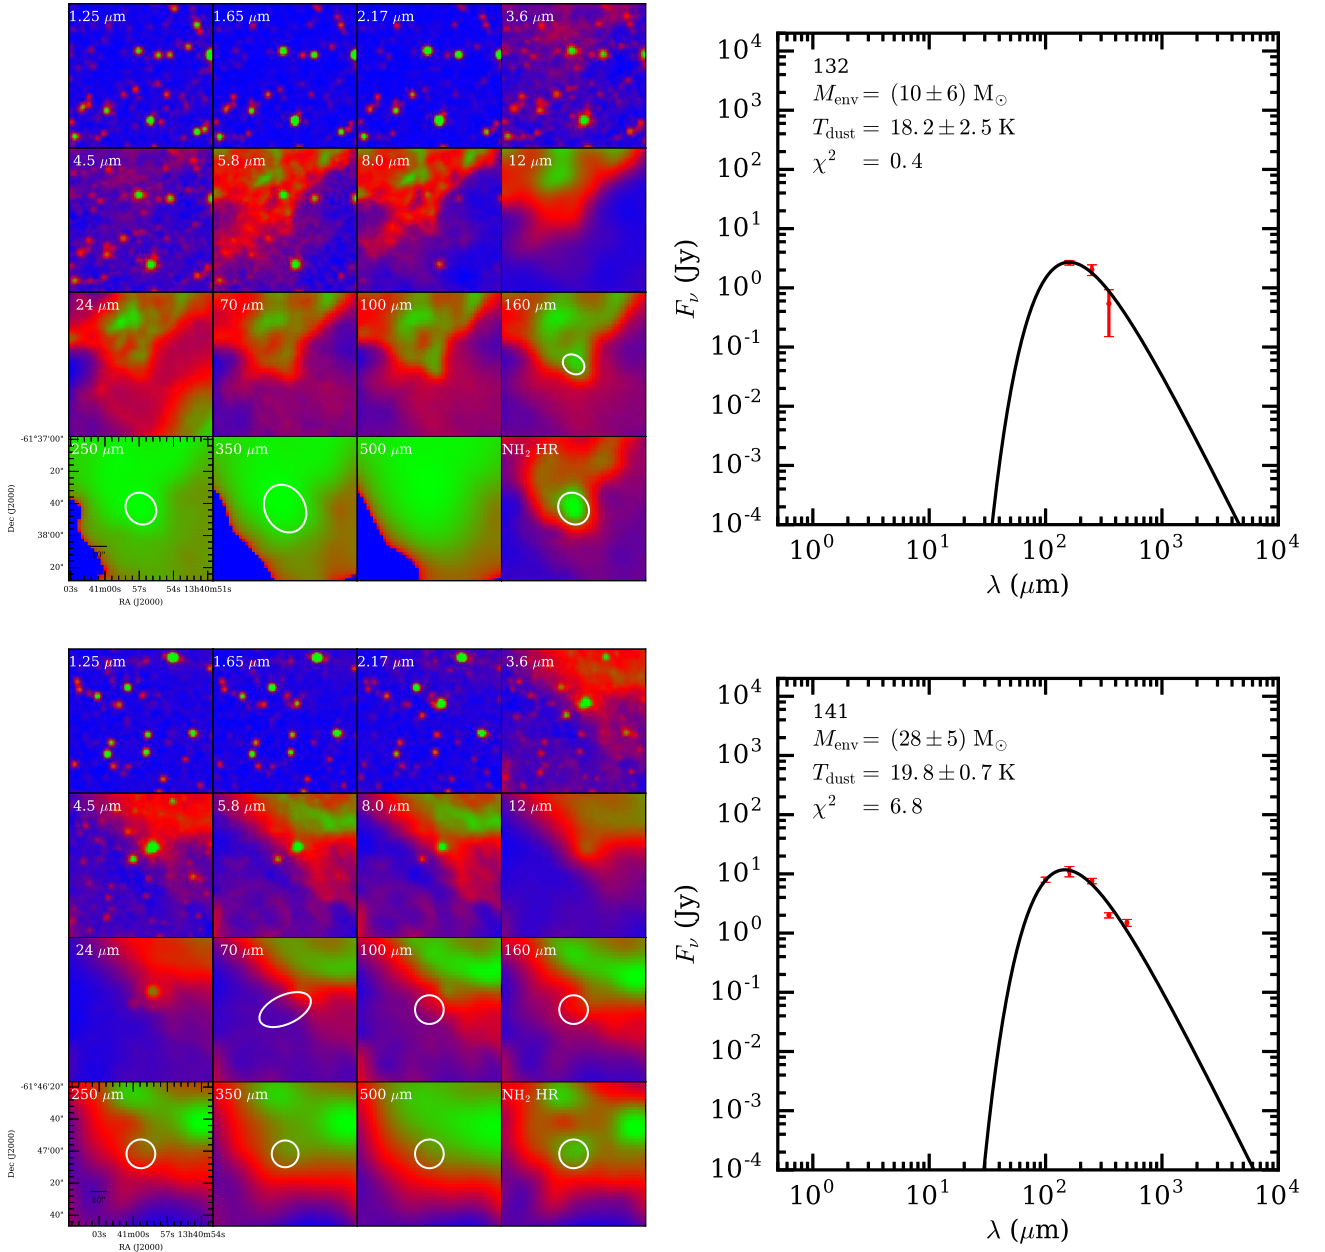 1.25 μm 1.65 μm 2.17 μm 3.6 μm
4.5 μm 5.8 μm 8.0 μm 12 μm
24 μm 70 μm 100 μm 160 μm
250 μm 350 μm 500 μm NH₂ HR
-61°37'00"
20"
40"
38'00"
20"
Dec (J2000)
03s 41m00s 57s 54s 13h40m51s
RA (J2000)
132
M_env = (10 ± 6) M_⊙
T_dust = 18.2 ± 2.5 K
χ² = 0.4
10⁴
10³
10²
10¹
10⁰
10⁻¹
10⁻²
10⁻³
10⁻⁴
F_ν (Jy)
10⁰ 10¹ 10² 10³ 10⁴
λ (μm)
1.25 μm 1.65 μm 2.17 μm 3.6 μm
4.5 μm 5.8 μm 8.0 μm 12 μm
24 μm 70 μm 100 μm 160 μm
250 μm 350 μm 500 μm NH₂ HR
-61°46'20"
40"
47'00"
20"
40"
10"
Dec (J2000)
03s 41m00s 57s 13h40m54s
RA (J2000)
141
M_env = (28 ± 5) M_⊙
T_dust = 19.8 ± 0.7 K
χ² = 6.8
10⁴
10³
10²
10¹
10⁰
10⁻¹
10⁻²
10⁻³
10⁻⁴
F_ν (Jy)
10⁰ 10¹ 10² 10³ 10⁴
λ (μm)